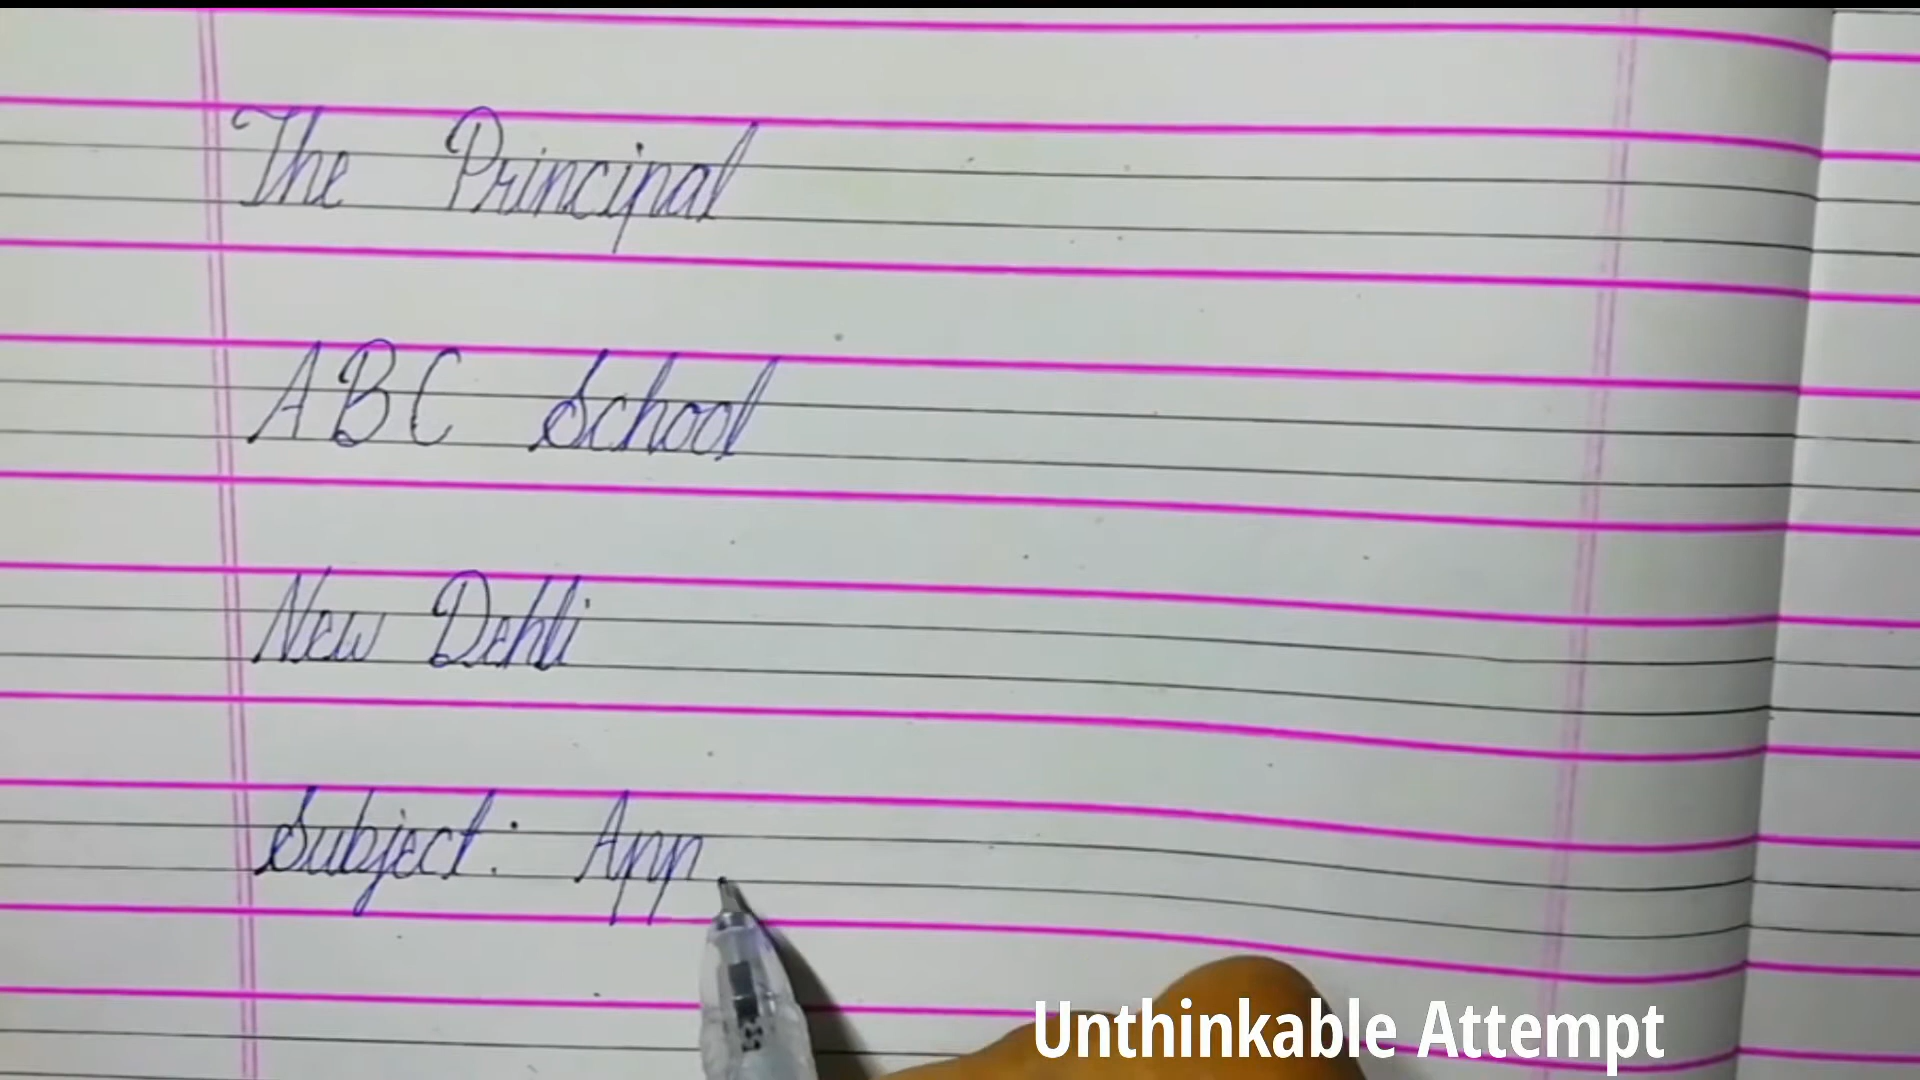 The Principal
ABC School
New Dehli
Subject: App
Unthinkable Attempt